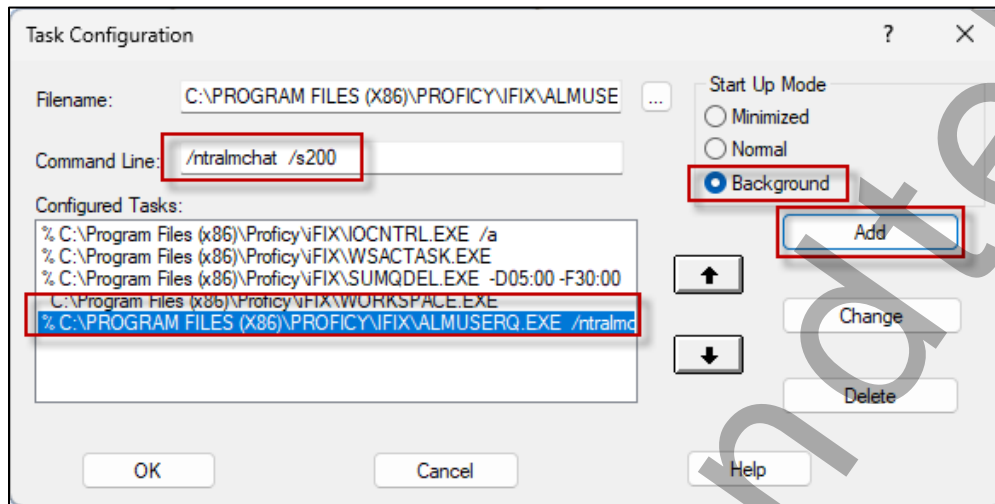 Task Configuration ? ×
Filename: C:\PROGRAM FILES (X86)\PROFICY\IFIX\ALMUSE ...
Command Line: /ntralmchat /s200
Configured Tasks:
% C:\Program Files (x86)\Proficy\iFIX\IOCNTRL.EXE /a
% C:\Program Files (x86)\Proficy\iFIX\WSACTASK.EXE
% C:\Program Files (x86)\Proficy\iFIX\SUMQDEL.EXE -D05:00 -F30:00
C:\Program Files (x86)\Proficy\iFIX\WORKSPACE.EXE
% C:\PROGRAM FILES (X86)\PROFICY\IFIX\ALMUSERQ.EXE /ntralmc
Start Up Mode
Minimized
Normal
Background
Add
Change
Delete
OK
Cancel
Help